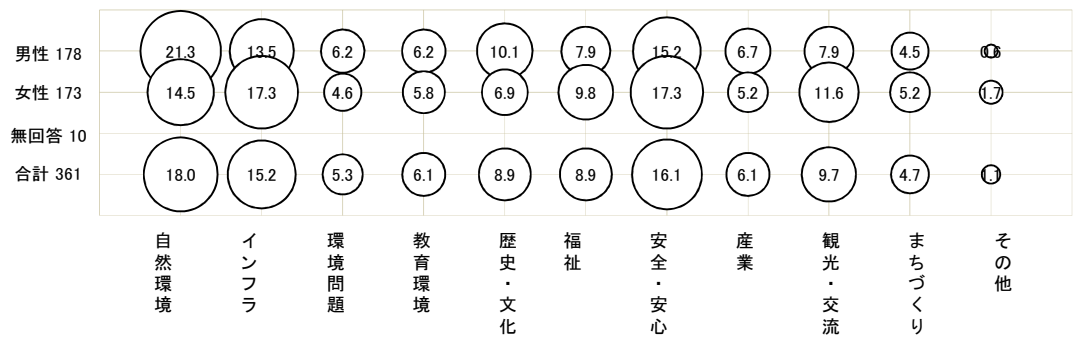 男性 178 21.3 13.5 6.2 6.2 10.1 7.9 15.2 6.7 7.9 4.5 0.6
女性 173 14.5 17.3 4.6 5.8 6.9 9.8 17.3 5.2 11.6 5.2 1.7
無回答 10
合計 361 18.0 15.2 5.3 6.1 8.9 8.9 16.1 6.1 9.7 4.7 1.1
自然環境
インフラ
環境問題
教育環境
歴史・文化
福祉
安全・安心
産業
観光・交流
まちづくり
その他